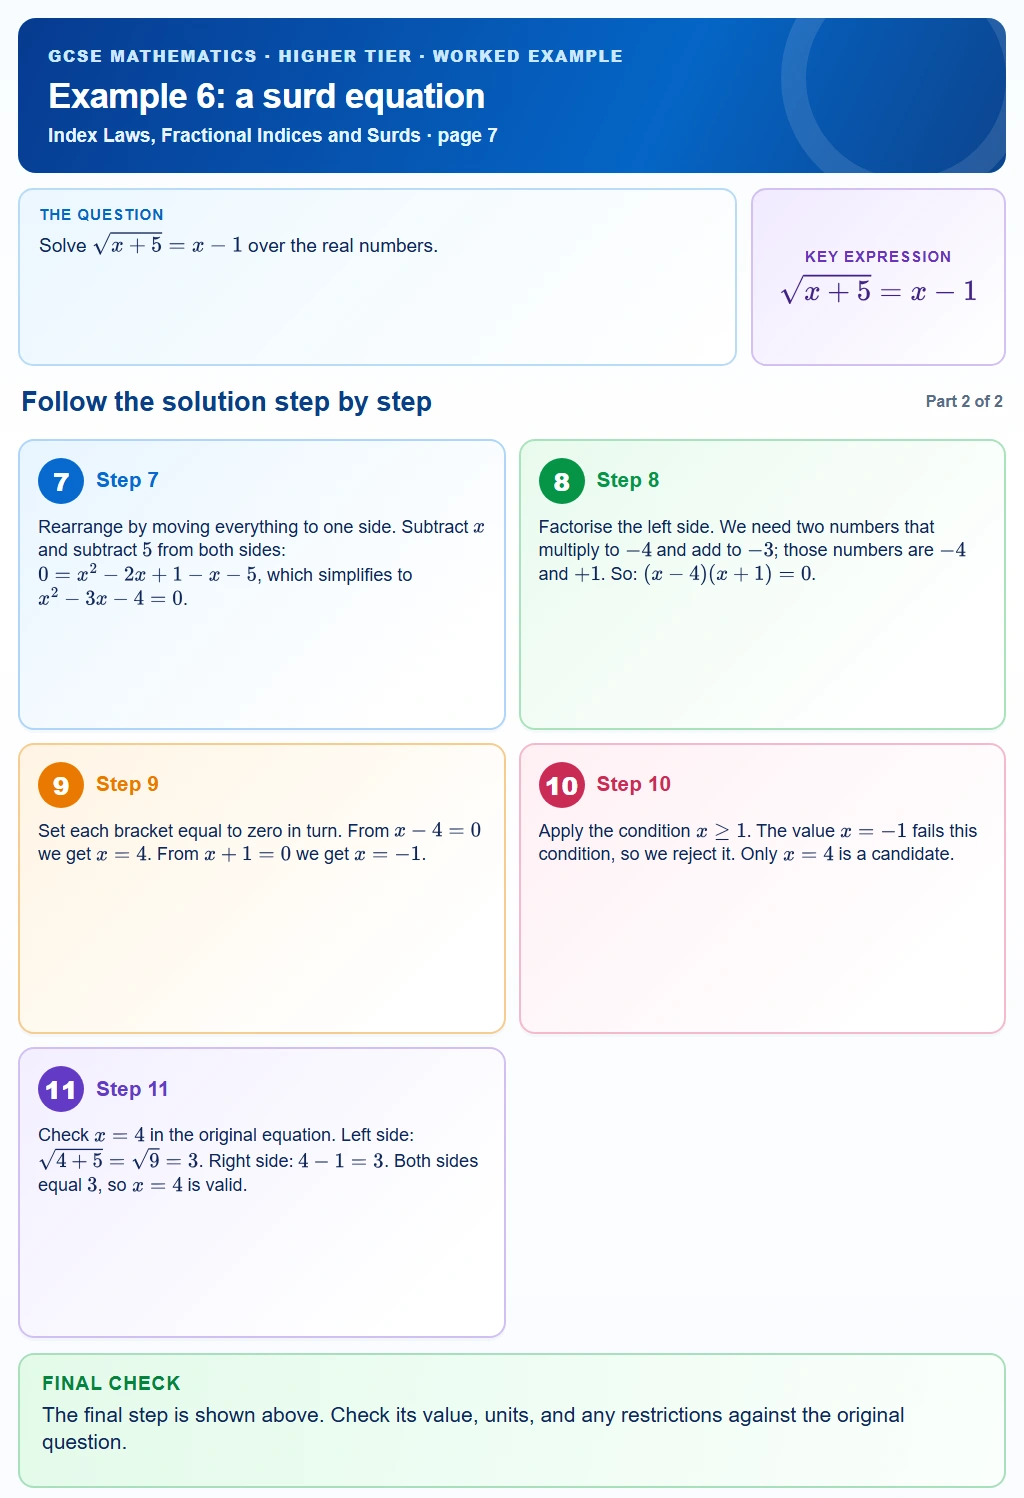 GCSE MATHEMATICS · HIGHER TIER · WORKED EXAMPLE
Example 6: a surd equation
Index Laws, Fractional Indices and Surds · page 7
THE QUESTION
Solve √(x + 5) = x − 1 over the real numbers.
KEY EXPRESSION
√(x + 5) = x − 1
Follow the solution step by step
Part 2 of 2
7 Step 7
Rearrange by moving everything to one side. Subtract x
and subtract 5 from both sides:
0 = x² − 2x + 1 − x − 5, which simplifies to
x² − 3x − 4 = 0.
8 Step 8
Factorise the left side. We need two numbers that
multiply to −4 and add to −3; those numbers are −4
and +1. So: (x − 4)(x + 1) = 0.
9 Step 9
Set each bracket equal to zero in turn. From x − 4 = 0
we get x = 4. From x + 1 = 0 we get x = −1.
10 Step 10
Apply the condition x ≥ 1. The value x = −1 fails this
condition, so we reject it. Only x = 4 is a candidate.
11 Step 11
Check x = 4 in the original equation. Left side:
√(4 + 5) = √9 = 3. Right side: 4 − 1 = 3. Both sides
equal 3, so x = 4 is valid.
FINAL CHECK
The final step is shown above. Check its value, units, and any restrictions against the original
question.